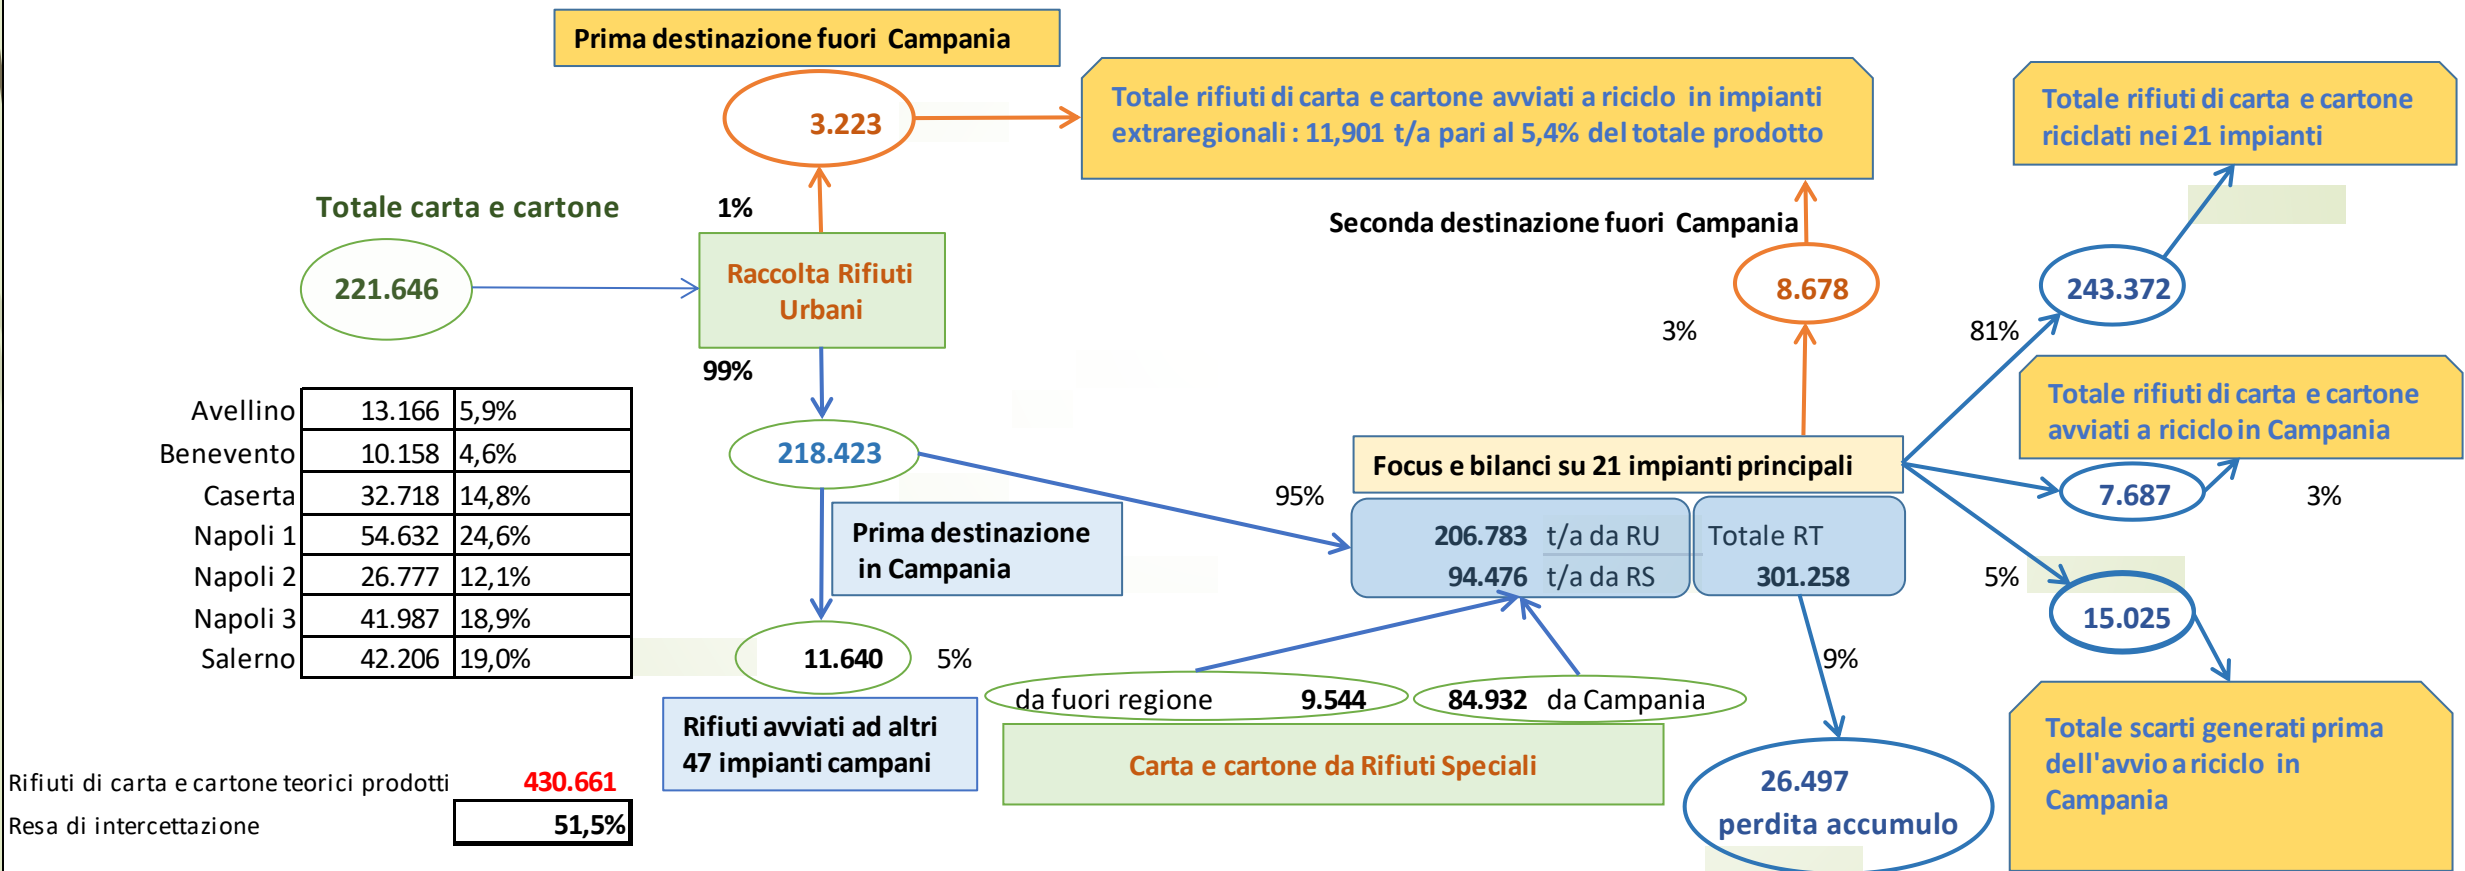 Prima destinazione fuori Campania
3.223
Totale rifiuti di carta e cartone avviati a riciclo in impianti
extraregionali : 11,901 t/a pari al 5,4% del totale prodotto
Totale rifiuti di carta e cartone
riciclati nei 21 impianti
Totale carta e cartone
1%
Seconda destinazione fuori Campania
221.646
Raccolta Rifiuti
Urbani
8.678
243.372
3%
81%
99%
Avellino 13.166 5,9%
Benevento 10.158 4,6%
Caserta 32.718 14,8%
Napoli 1 54.632 24,6%
Napoli 2 26.777 12,1%
Napoli 3 41.987 18,9%
Salerno 42.206 19,0%
218.423
Totale rifiuti di carta e cartone
avviati a riciclo in Campania
Focus e bilanci su 21 impianti principali
95%
7.687
3%
Prima destinazione
in Campania
206.783 t/a da RU
94.476 t/a da RS
Totale RT
301.258
5%
15.025
11.640 5%
9%
da fuori regione 9.544
84.932 da Campania
Rifiuti avviati ad altri
47 impianti campani
Carta e cartone da Rifiuti Speciali
Totale scarti generati prima
dell'avvio a riciclo in
Campania
26.497
perdita accumulo
Rifiuti di carta e cartone teorici prodotti 430.661
Resa di intercettazione 51,5%